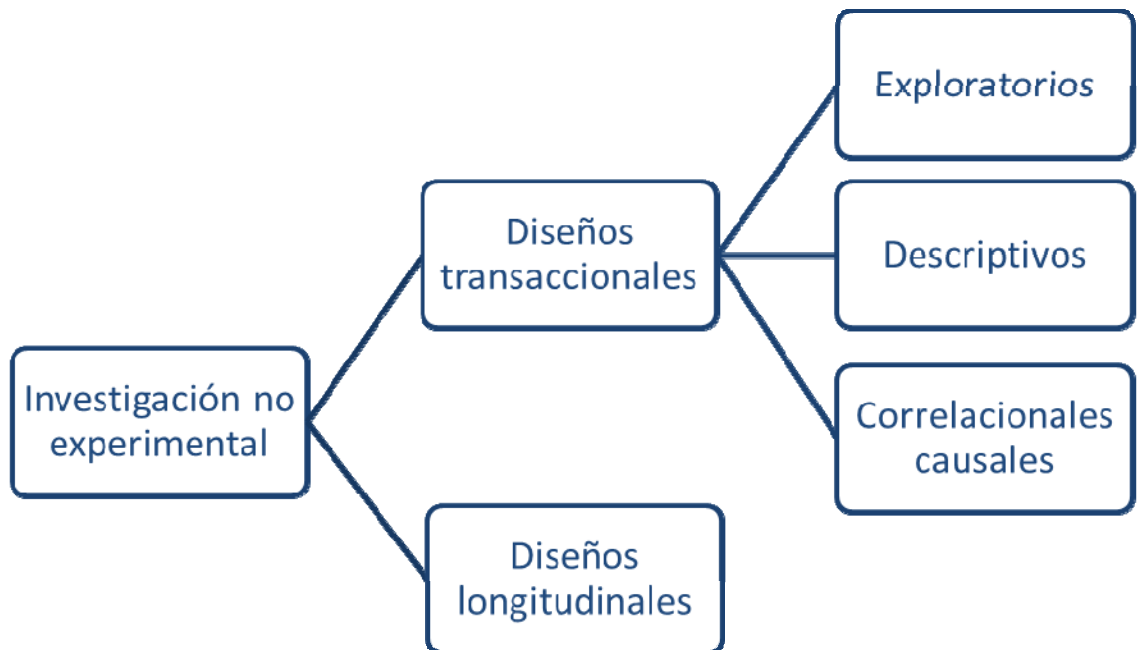 Investigación no
experimental
Diseños
transaccionales
Exploratorios
Descriptivos
Correlacionales
causales
Diseños
longitudinales